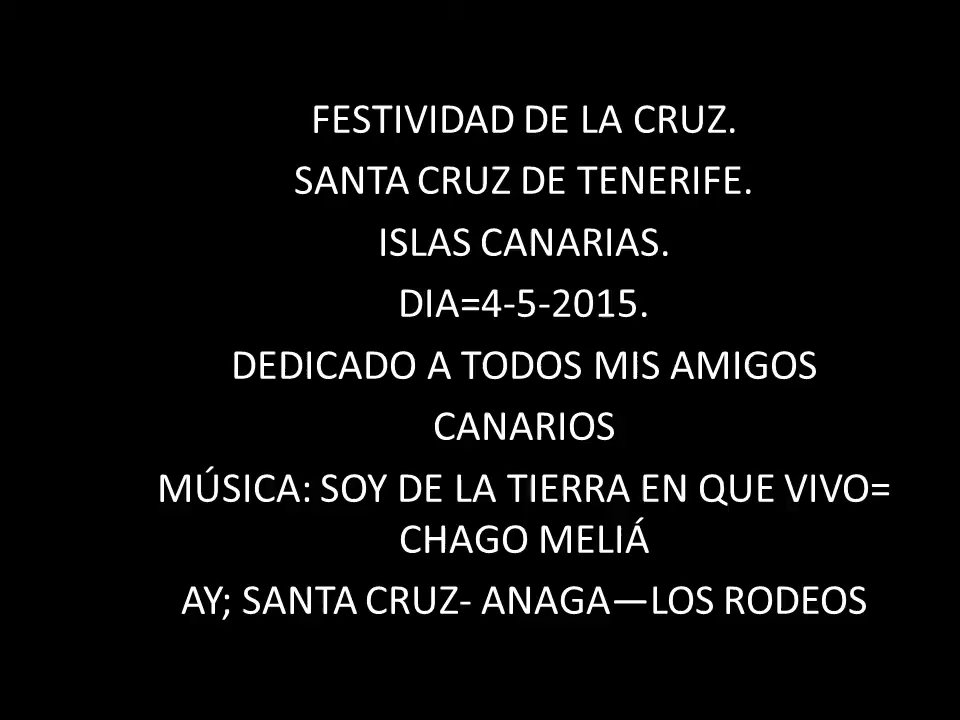 FESTIVIDAD DE LA CRUZ.
SANTA CRUZ DE TENERIFE.
ISLAS CANARIAS.
DIA=4-5-2015.
DEDICADO A TODOS MIS AMIGOS
CANARIOS
MÚSICA: SOY DE LA TIERRA EN QUE VIVO=
CHAGO MELIÁ
AY; SANTA CRUZ- ANAGA—LOS RODEOS